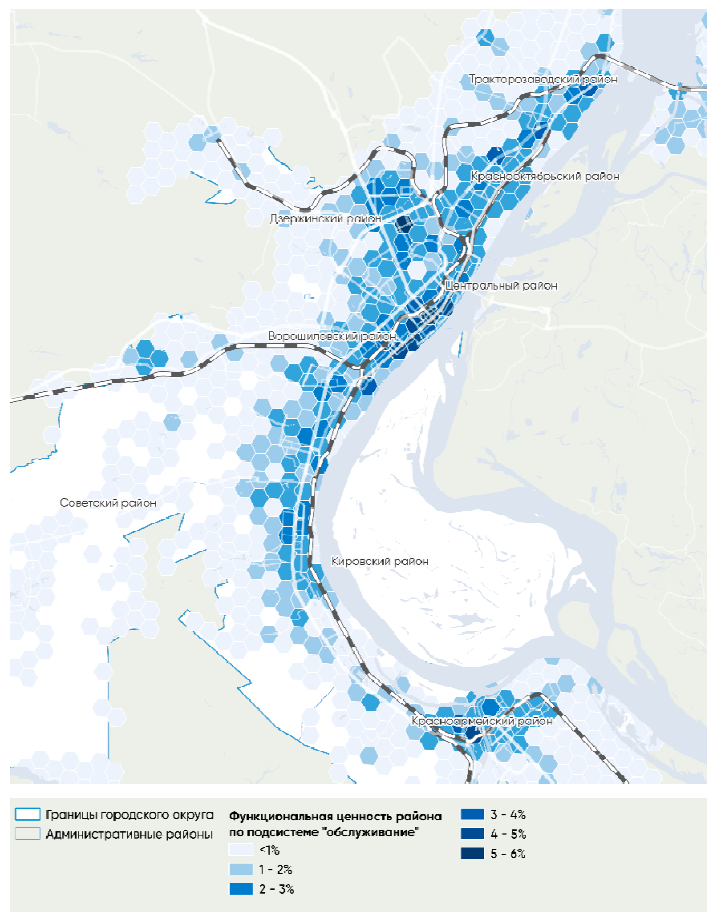 Тракторозаводский район
Краснооктябрьский район
Дзержинский район
Центральный район
Ворошиловский район
Советский район
Кировский район
Красноармейский район
Границы городского округа
Административные районы
Функциональная ценность района
по подсистеме "обслуживание"
<1%
1 - 2%
2 - 3%
3 - 4%
4 - 5%
5 - 6%